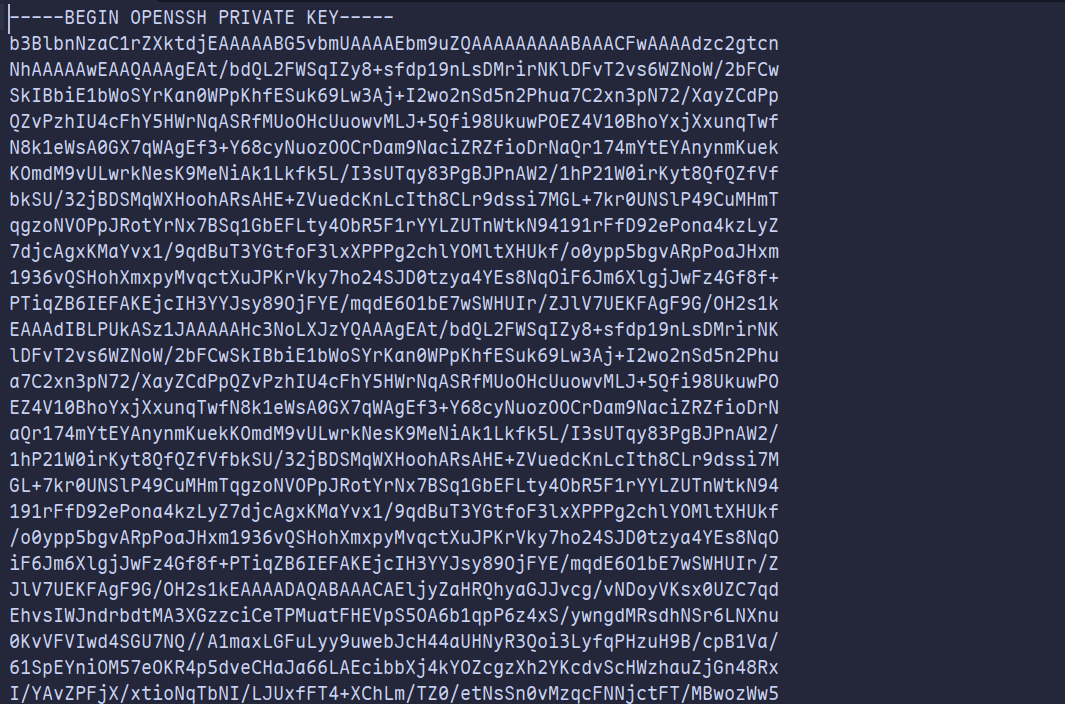 -----BEGIN OPENSSH PRIVATE KEY-----
b3BlbnNzaC1rZXktdjEAAAAABG5vbmUAAAAEbm9uZQAAAAAAAAABAAACFwAAAAdzc2gtcn
NhAAAAAwEAAQAAAgEAt/bdQL2FWSqIZy8+sfdp19nLsDMrirNKlDFvT2vs6WZNoW/2bFCw
SkIBbiE1bWoSYrKan0WPpKhfESuk69Lw3Aj+I2wo2nSd5n2Phua7C2xn3pN72/XayZCdPp
QZvPzhIU4cFhY5HWrNqASRfMUoOHcUuowvMLJ+5Qfi98UkuwPOEZ4V10BhoYxjXxunqTwf
N8k1eWsA0GX7qWAgEf3+Y68cyNuozOOCrDam9NaciZRZfioDrNaQr174mYtEYAnynmKuek
KOmdM9vULwrkNesK9MeNiAk1Lkfk5L/I3sUTqy83PgBJPnAW2/1hP21W0irKyt8QfQZfVf
bkSU/32jBDSMqWXHoohARsAHE+ZVuedcKnLcIth8CLr9dssi7MGL+7kr0UNSlP49CuMHmT
qgzoNVOPpJRotYrNx7BSq1GbEFLty4ObR5F1rYYLZUTnWtkN94191rFfD92ePona4kzLyZ
7djcAgxKMaYvx1/9qdBuT3YGtfoF3lxXPPPg2chlYOMltXHUkf/o0ypp5bgvARpPoaJHxm
1936vQSHohXmxpyMvqctXuJPKrVky7ho24SJD0tzya4YEs8NqOiF6Jm6XlgjJwFz4Gf8f+
PTiqZB6IEFAKEjcIH3YYJsy89OjFYE/mqdE6O1bE7wSWHUIr/ZJlV7UEKFAgF9G/OH2s1k
EAAAdIBLPUkASz1JAAAAAHc3NoLXJzYQAAAgEAt/bdQL2FWSqIZy8+sfdp19nLsDMrirNK
lDFvT2vs6WZNoW/2bFCwSkIBbiE1bWoSYrKan0WPpKhfESuk69Lw3Aj+I2wo2nSd5n2Phu
a7C2xn3pN72/XayZCdPpQZvPzhIU4cFhY5HWrNqASRfMUoOHcUuowvMLJ+5Qfi98UkuwPO
EZ4V10BhoYxjXxunqTwfN8k1eWsA0GX7qWAgEf3+Y68cyNuozOOCrDam9NaciZRZfioDrN
aQr174mYtEYAnynmKuekKOmdM9vULwrkNesK9MeNiAk1Lkfk5L/I3sUTqy83PgBJPnAW2/
1hP21W0irKyt8QfQZfVfbkSU/32jBDSMqWXHoohARsAHE+ZVuedcKnLcIth8CLr9dssi7M
GL+7kr0UNSlP49CuMHmTqgzoNVOPpJRotYrNx7BSq1GbEFLty4ObR5F1rYYLZUTnWtkN94
191rFfD92ePona4kzLyZ7djcAgxKMaYvx1/9qdBuT3YGtfoF3lxXPPPg2chlYOMltXHUkf
/o0ypp5bgvARpPoaJHxm1936vQSHohXmxpyMvqctXuJPKrVky7ho24SJD0tzya4YEs8NqO
iF6Jm6XlgjJwFz4Gf8f+PTiqZB6IEFAKEjcIH3YYJsy89OjFYE/mqdE6O1bE7wSWHUIr/Z
JlV7UEKFAgF9G/OH2s1kEAAAADAQABAAACAEljyZaHRQhyaGJJvcg/vNDoyVKsx0UZC7qd
EhvsIWJndrbdtMA3XGzzciCeTPMuatFHEVpS5OA6b1qpP6z4xS/ywngdMRsdhNSr6LNXnu
0KvVFVIwd4SGU7NQ//A1maxLGFuLyy9uwebJcH44aUHNyR3Qoi3LyfqPHzuH9B/cpB1Va/
61SpEYniOM57eOKR4p5dveCHaJa66LAEcibbXj4kYOZcgzXh2YKcdvScHWzhauZjGn48Rx
I/YAvZPFjX/xtioNqTbNI/LJUxfFT4+XChLm/TZ0/etNsSn0vMzqcFNNjctFT/MBwozWw5